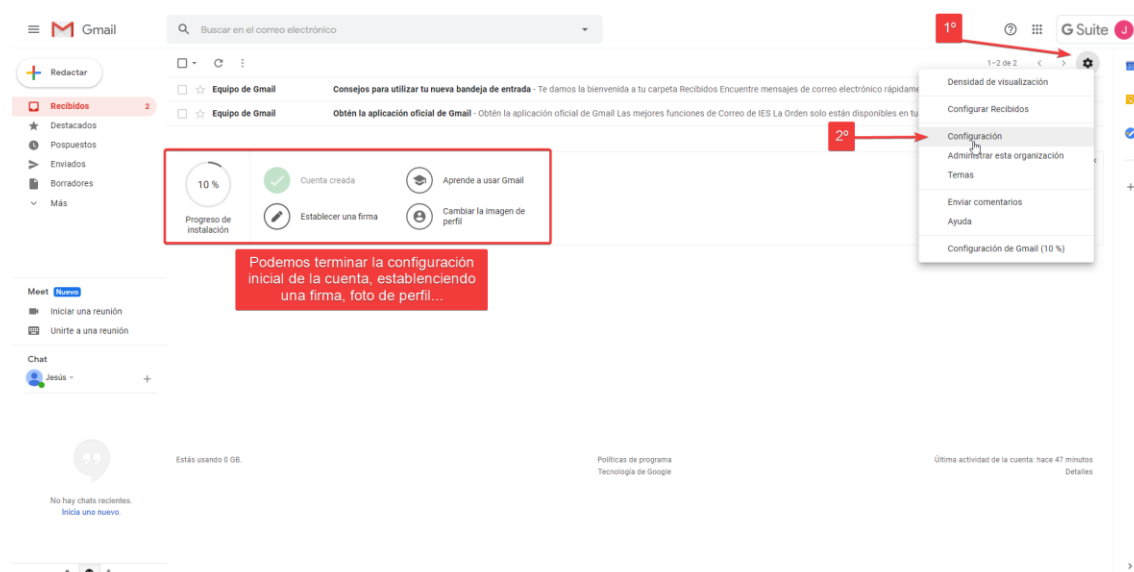 Gmail
Buscar en el correo electrónico
1º
G Suite
J
Redactar
1–2 de 2
Recibidos 2
Destacados
Pospuestos
Enviados
Borradores
Más
Equipo de Gmail Consejos para utilizar tu nueva bandeja de entrada - Te damos la bienvenida a tu carpeta Recibidos Encuentre mensajes de correo electrónico rápidame
Equipo de Gmail Obtén la aplicación oficial de Gmail - Obtén la aplicación oficial de Gmail Las mejores funciones de Correo de IES La Orden solo están disponibles en tu
Densidad de visualización
Configurar Recibidos
2º
Configuración
Administrar esta organización
Temas
Enviar comentarios
Ayuda
Configuración de Gmail (10 %)
10 %
Progreso de
instalación
Cuenta creada
Aprende a usar Gmail
Establecer una firma
Cambiar la imagen de
perfil
Podemos terminar la configuración
inicial de la cuenta, establenciendo
una firma, foto de perfil...
Meet Nuevo
Iniciar una reunión
Unirte a una reunión
Chat
Jesús
No hay chats recientes.
Inicia uno nuevo.
Estás usando 0 GB.
Políticas de programa
Tecnología de Google
Última actividad de la cuenta: hace 47 minutos
Detalles